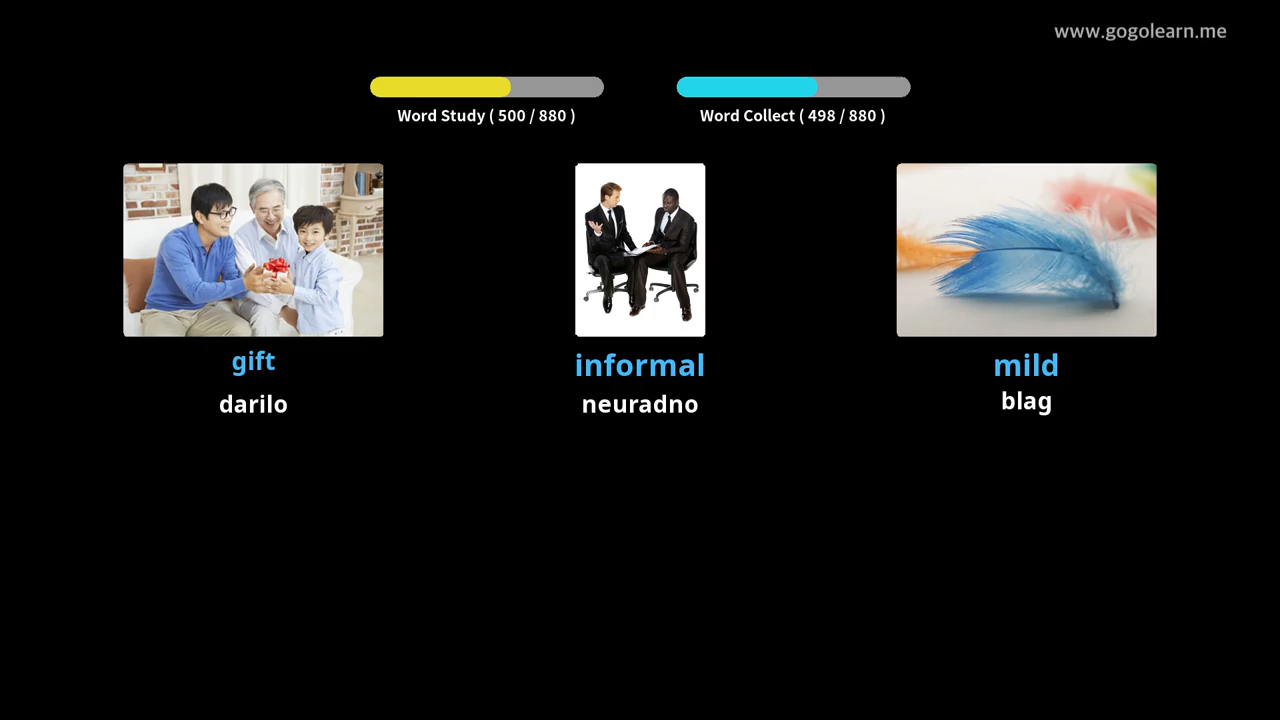 www.gogolearn.me
Word Study ( 500 / 880 )
Word Collect ( 498 / 880 )
gift
darilo
informal
neuradno
mild
blag